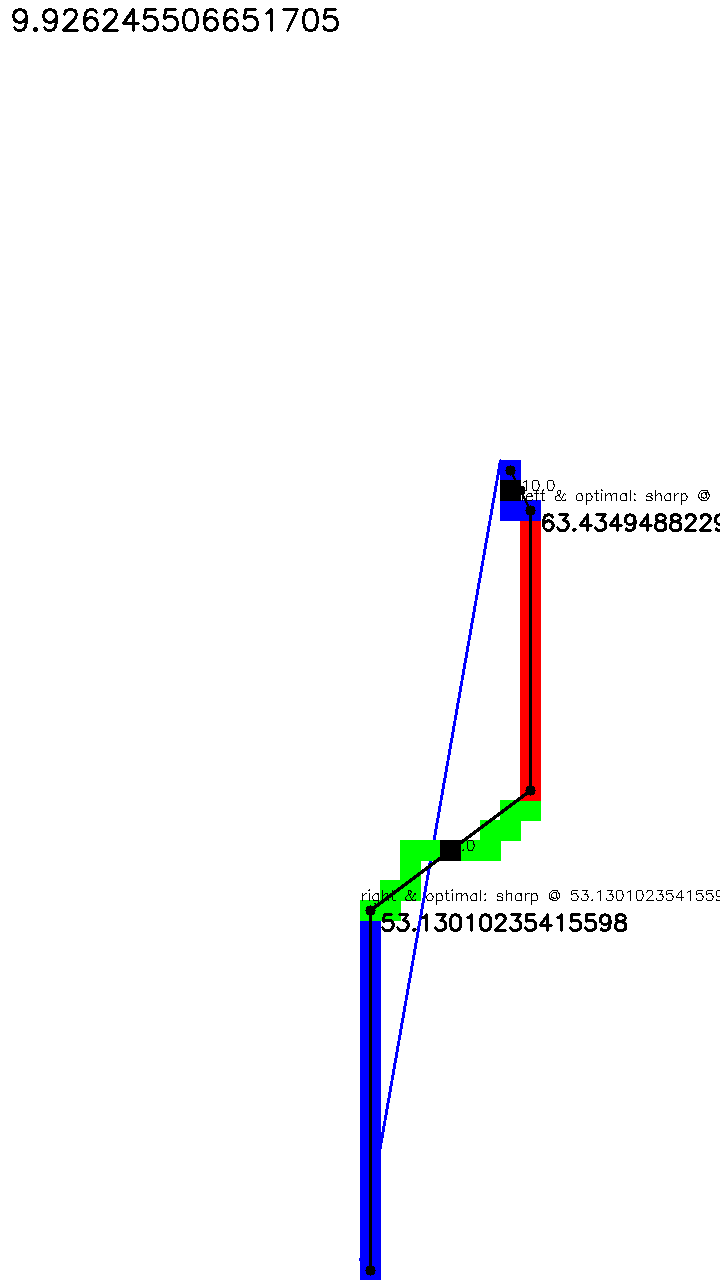 9.926245506651705
10.0
left & optimal: sharp @
63.4349488229
.0
right & optimal: sharp @ 53.1301023541559
53.13010235415598